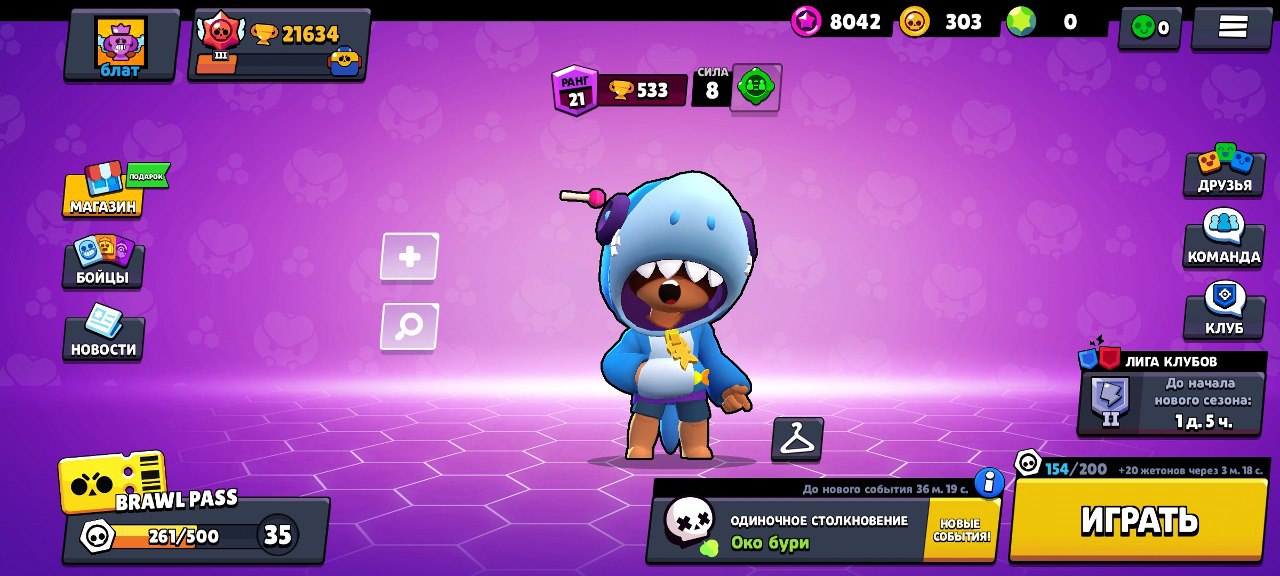 блат
III
21634
8042
303
0
0
РАНГ
21
533
СИЛА
8
ПОДАРОК
МАГАЗИН
БОЙЦЫ
НОВОСТИ
ДРУЗЬЯ
КОМАНДА
КЛУБ
ЛИГА КЛУБОВ
II
До начала
нового сезона:
1 д. 5 ч.
BRAWL PASS
261/500
35
До нового события 36 м. 19 с.
i
ОДИНОЧНОЕ СТОЛКНОВЕНИЕ
Око бури
НОВЫЕ
СОБЫТИЯ!
154/200
+20 жетонов через 3 м. 18 с.
ИГРАТЬ